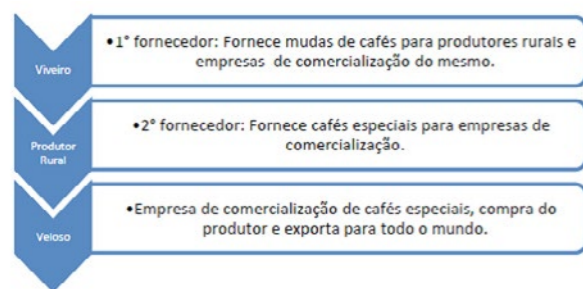 Viveiro
•1° fornecedor: Fornece mudas de cafés para produtores rurais e
empresas de comercialização do mesmo.
Produtor
Rural
•2° fornecedor: Fornece cafés especiais para empresas de
comercialização.
Veloso
•Empresa de comercialização de cafés especiais, compra do
produtor e exporta para todo o mundo.